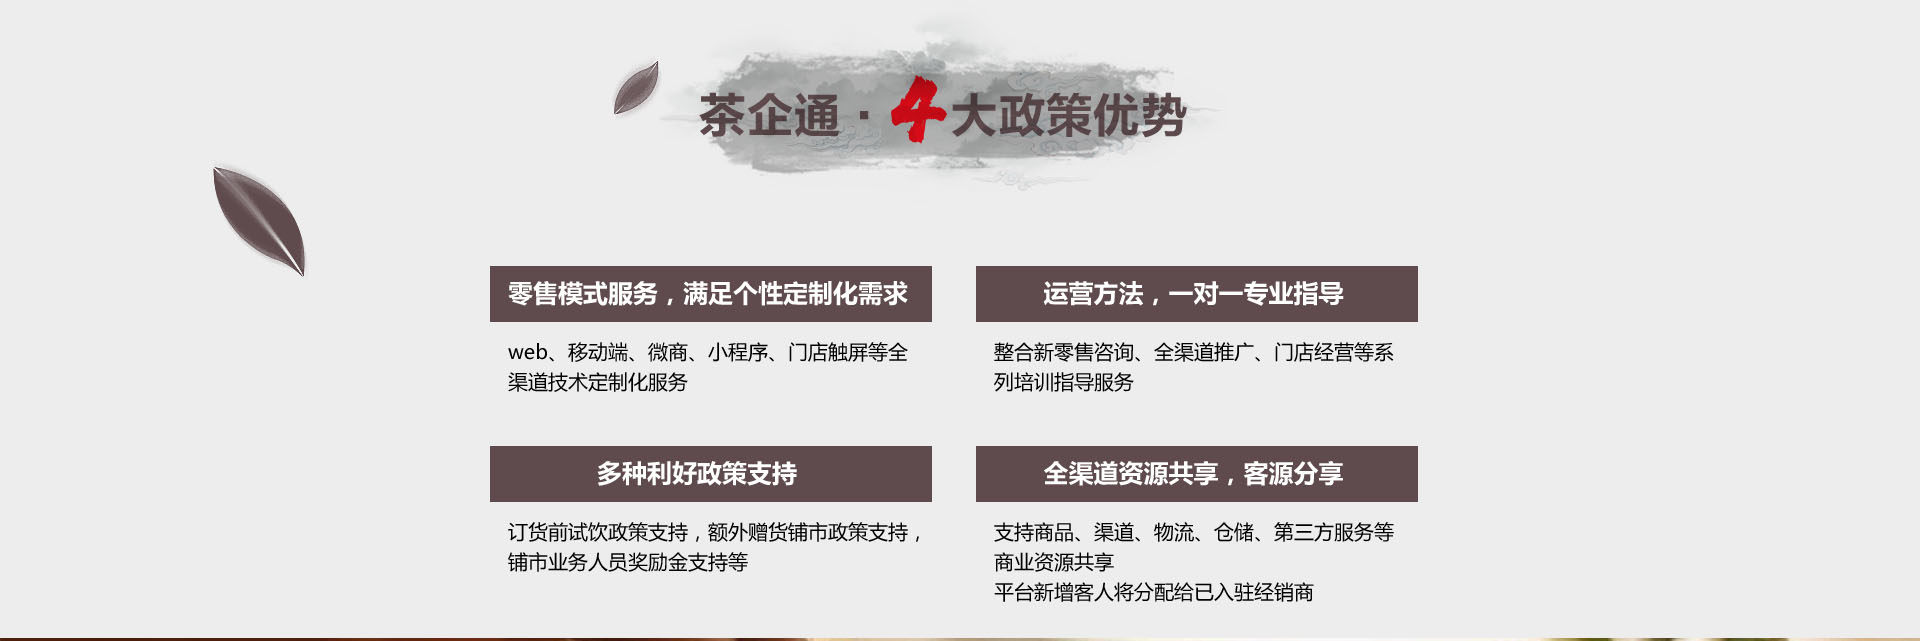 茶企通·4大政策优势
零售模式服务，满足个性定制化需求
web、移动端、微商、小程序、门店触屏等全
渠道技术定制化服务
运营方法，一对一专业指导
整合新零售咨询、全渠道推广、门店经营等系
列培训指导服务
多种利好政策支持
订货前试饮政策支持，额外赠货铺市政策支持，
铺市业务人员奖励金支持等
全渠道资源共享，客源分享
支持商品、渠道、物流、仓储、第三方服务等
商业资源共享
平台新增客人将分配给已入驻经销商